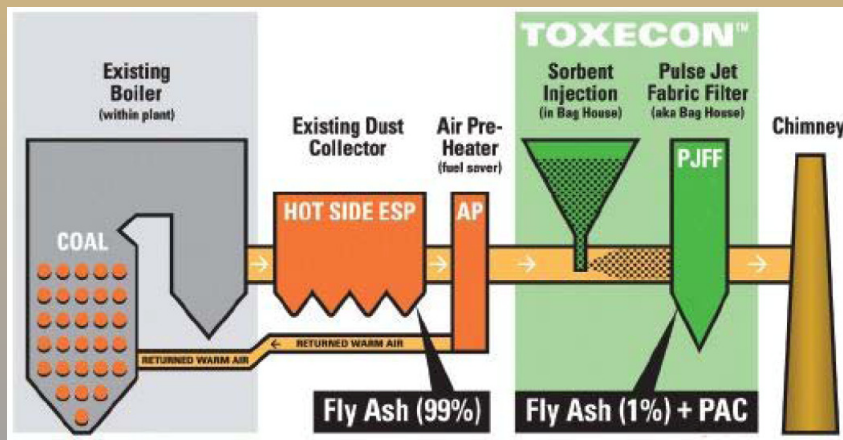 TOXECON™
Existing
Boiler
(within plant)
Existing Dust
Collector
Air Pre-
Heater
(fuel saver)
Sorbent
Injection
(in Bag House)
Pulse Jet
Fabric Filter
(aka Bag House)
Chimney
COAL
HOT SIDE ESP
AP
PJFF
RETURNED WARM AIR
RETURNED WARM AIR
Fly Ash (99%)
Fly Ash (1%) + PAC